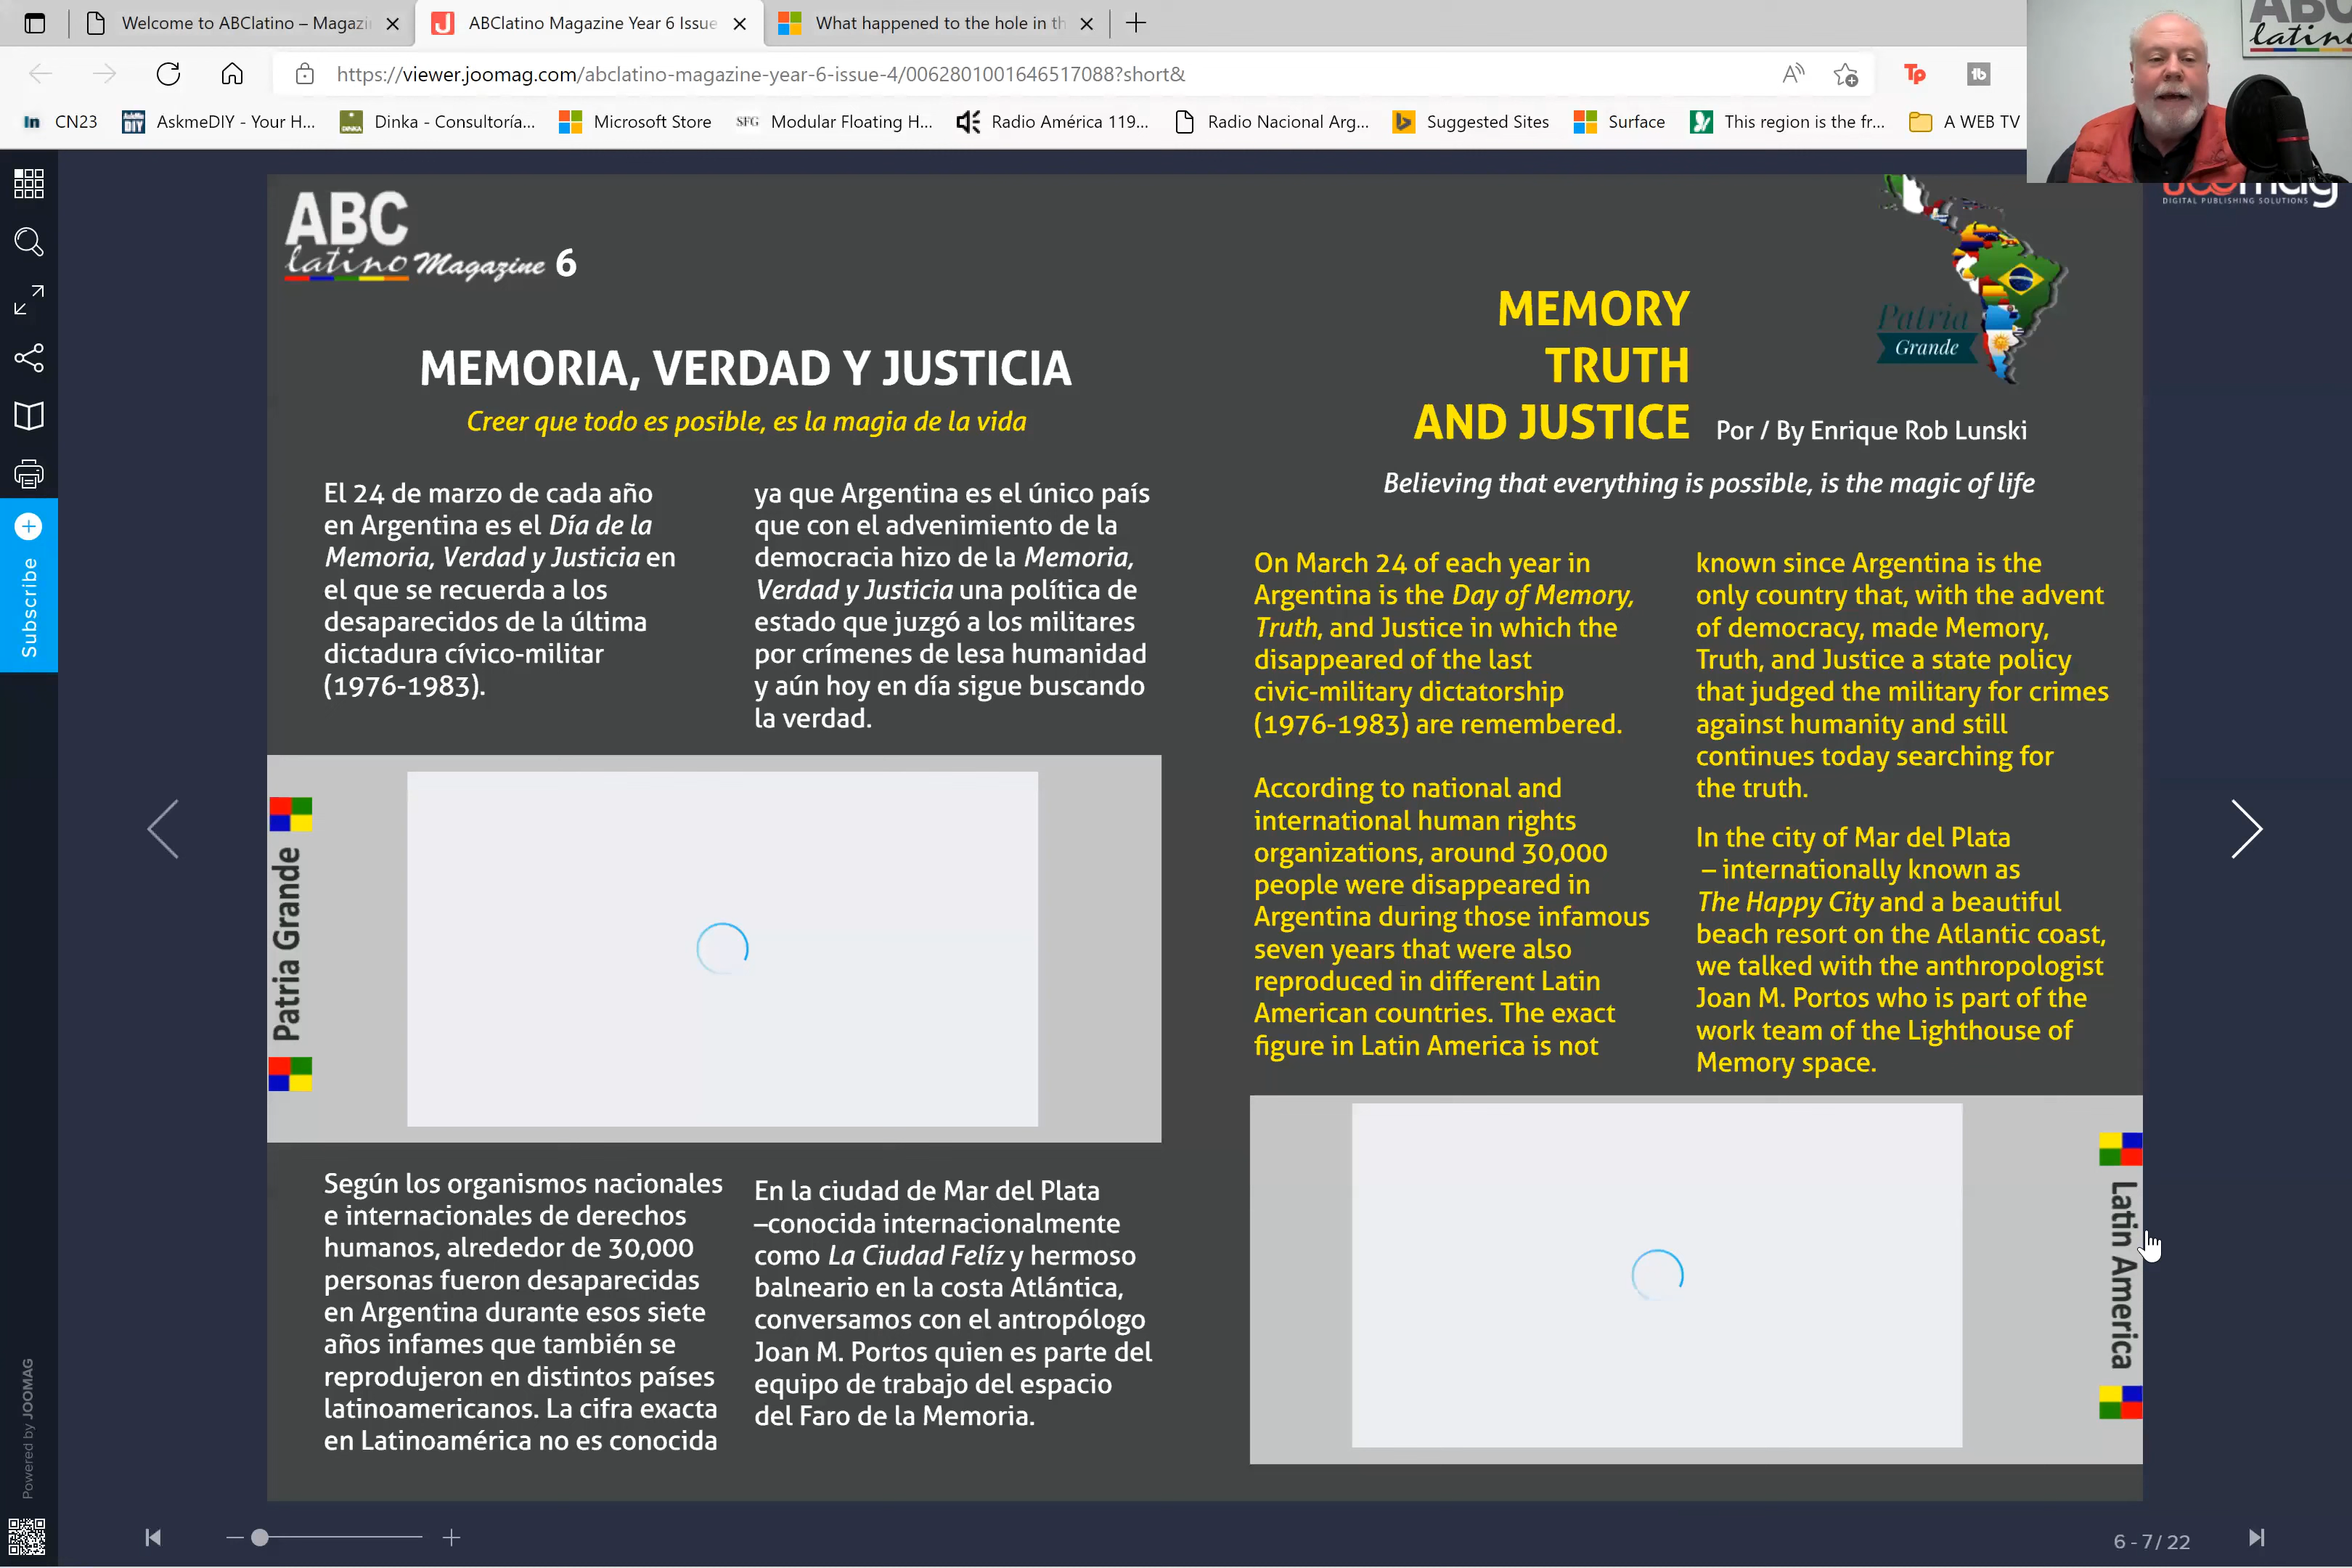 Welcome to ABClatino – Magazi
ABClatino Magazine Year 6 Issue
What happened to the hole in th
https://viewer.joomag.com/abclatino-magazine-year-6-issue-4/0062801001646517088?short&
CN23
AskmeDIY - Your H...
Dinka - Consultoría...
Microsoft Store
SFG Modular Floating H...
Radio América 119...
Radio Nacional Arg...
Suggested Sites
Surface
This region is the fr...
A WEB TV
ABC
latin
joomag
DIGITAL PUBLISHING SOLUTIONS
Subscribe
Powered by JOOMAG
ABC
latino Magazine 6
MEMORIA, VERDAD Y JUSTICIA
Creer que todo es posible, es la magia de la vida
El 24 de marzo de cada año
en Argentina es el Día de la
Memoria, Verdad y Justicia en
el que se recuerda a los
desaparecidos de la última
dictadura cívico-militar
(1976-1983).
ya que Argentina es el único país
que con el advenimiento de la
democracia hizo de la Memoria,
Verdad y Justicia una política de
estado que juzgó a los militares
por crímenes de lesa humanidad
y aún hoy en día sigue buscando
la verdad.
Patria Grande
Según los organismos nacionales
e internacionales de derechos
humanos, alrededor de 30,000
personas fueron desaparecidas
en Argentina durante esos siete
años infames que también se
reprodujeron en distintos países
latinoamericanos. La cifra exacta
en Latinoamérica no es conocida
En la ciudad de Mar del Plata
–conocida internacionalmente
como La Ciudad Felíz y hermoso
balneario en la costa Atlántica,
conversamos con el antropólogo
Joan M. Portos quien es parte del
equipo de trabajo del espacio
del Faro de la Memoria.
MEMORY
TRUTH
AND JUSTICE
Patria
Grande
Por / By Enrique Rob Lunski
Believing that everything is possible, is the magic of life
On March 24 of each year in
Argentina is the Day of Memory,
Truth, and Justice in which the
disappeared of the last
civic-military dictatorship
(1976-1983) are remembered.
According to national and
international human rights
organizations, around 30,000
people were disappeared in
Argentina during those infamous
seven years that were also
reproduced in different Latin
American countries. The exact
figure in Latin America is not
known since Argentina is the
only country that, with the advent
of democracy, made Memory,
Truth, and Justice a state policy
that judged the military for crimes
against humanity and still
continues today searching for
the truth.
In the city of Mar del Plata
– internationally known as
The Happy City and a beautiful
beach resort on the Atlantic coast,
we talked with the anthropologist
Joan M. Portos who is part of the
work team of the Lighthouse of
Memory space.
Latin America
6 - 7 / 22